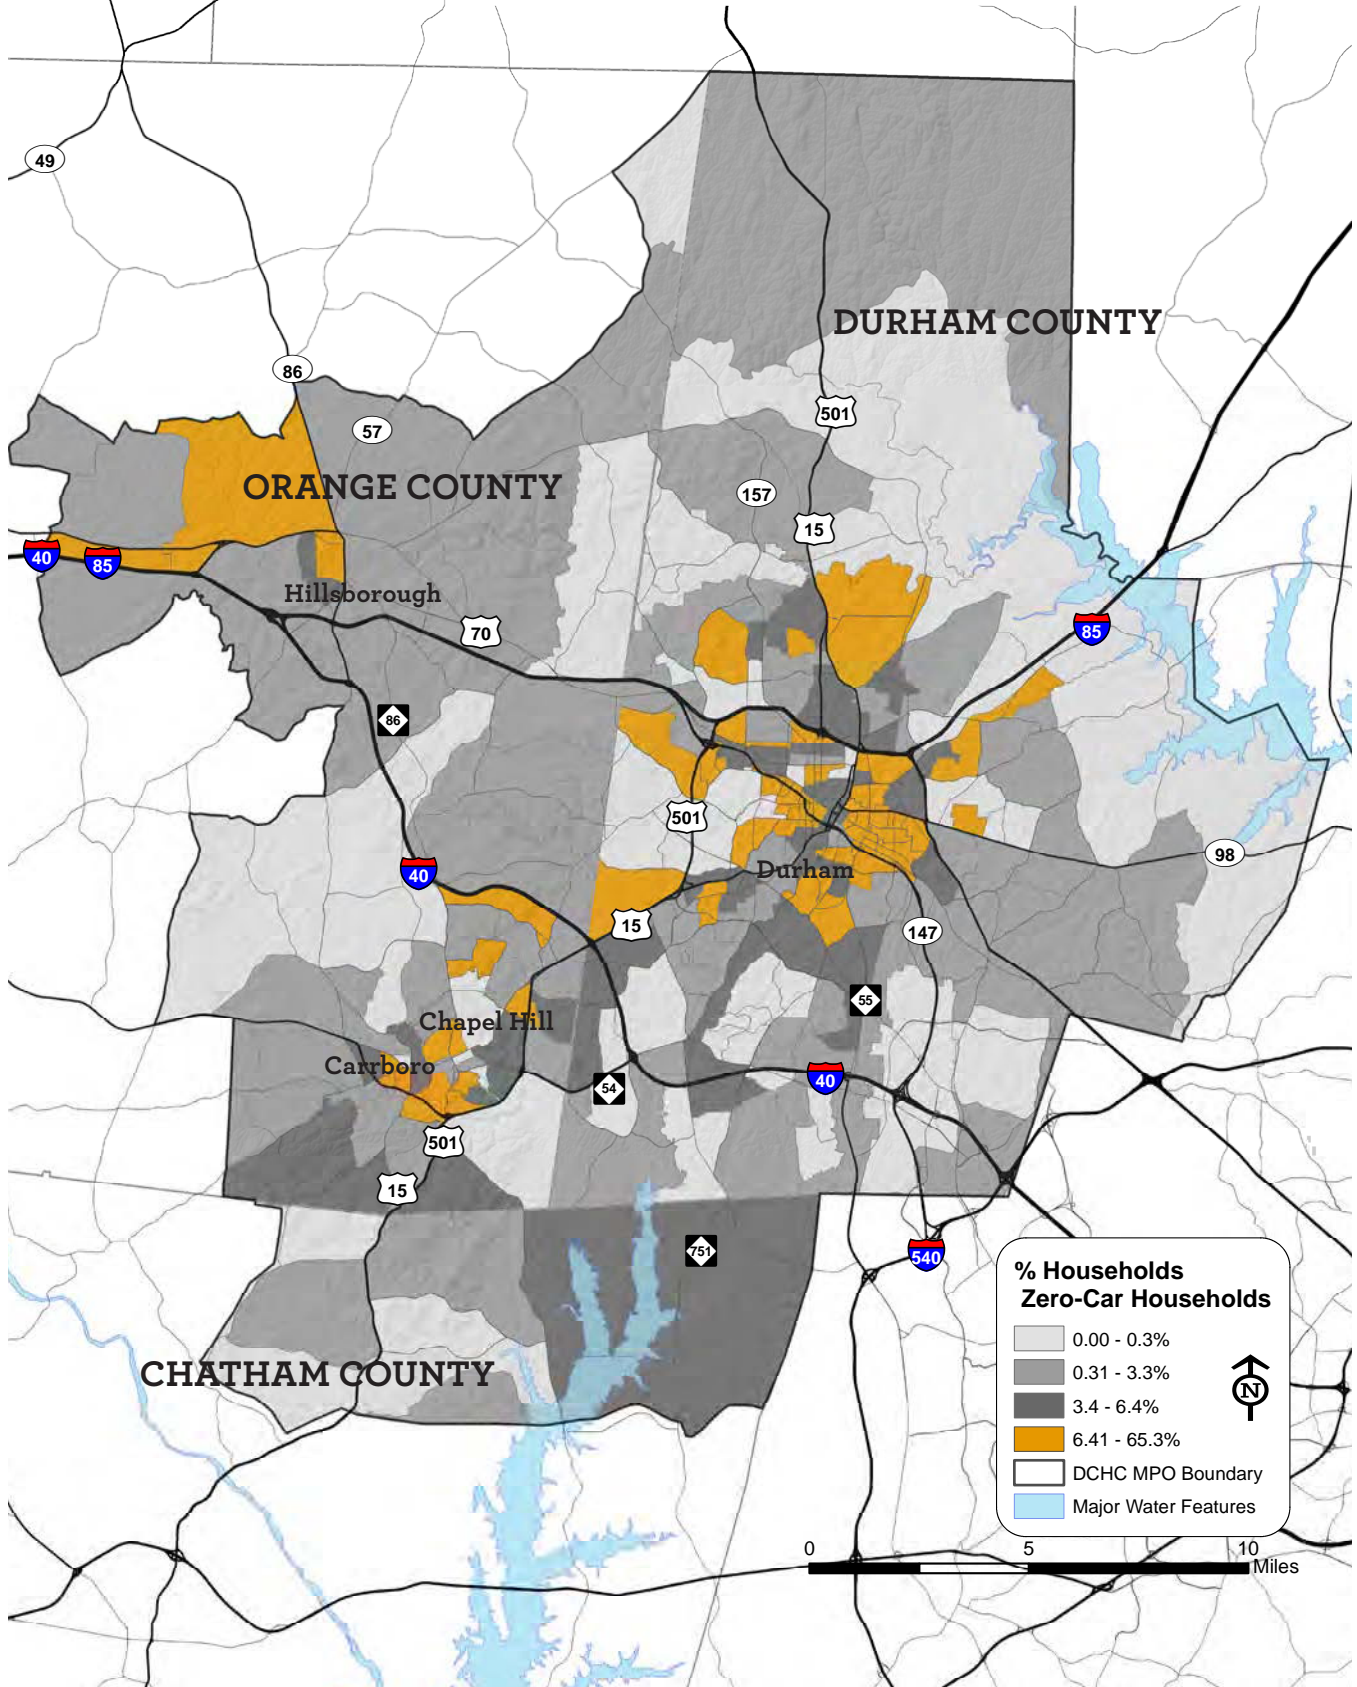 49
DURHAM COUNTY
86
501
57
ORANGE COUNTY
157
15
40
85
Hillsborough
70
85
86
501
98
40
Durham
15
147
55
Chapel Hill
Carrboro
54
40
501
15
751
540
CHATHAM COUNTY
% Households
Zero-Car Households
0.00 - 0.3%
0.31 - 3.3%
3.4 - 6.4%
6.41 - 65.3%
DCHC MPO Boundary
Major Water Features
N
0 5 10
Miles